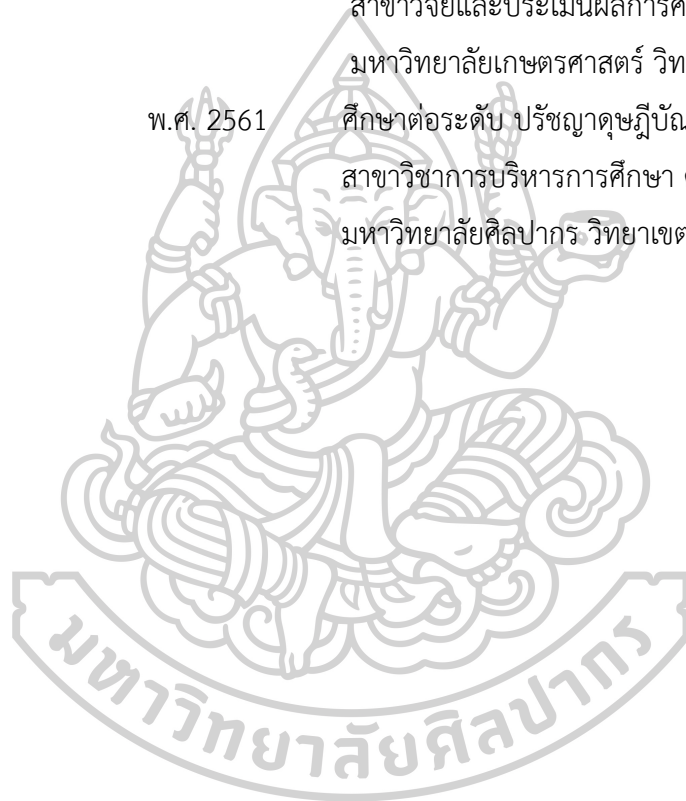 สาขาวิจัยและประเมินผลการศ
มหาวิทยาลัยเกษตรศาสตร์ วิท
พ.ศ. 2561 ศึกษาต่อระดับ ปรัชญาดุษฎีบัณ
สาขาวิชาการบริหารการศึกษา
มหาวิทยาลัยศิลปากร วิทยาเขต
มหาวิทยาลัยศิลปากร